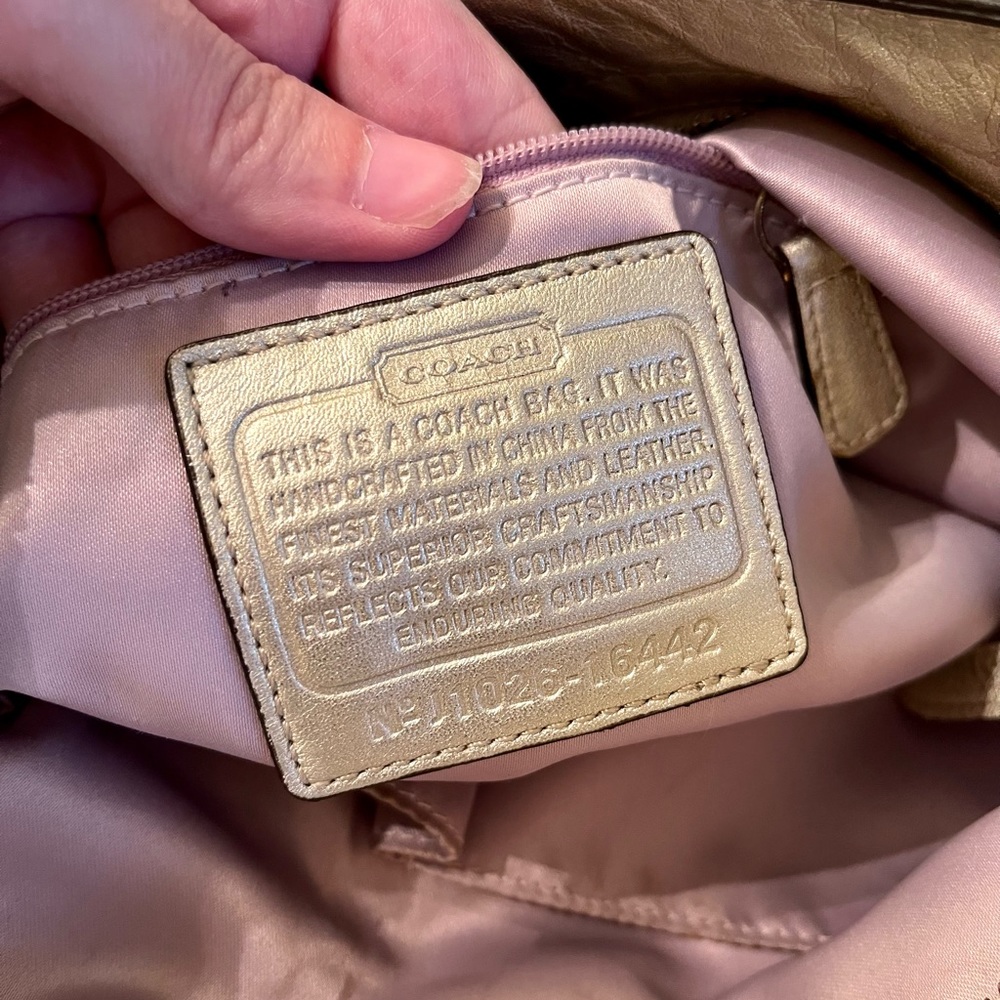 COACH
THIS IS A COACH BAG. IT WAS
HANDCRAFTED IN CHINA FROM THE
FINEST MATERIALS AND LEATHER.
ITS SUPERIOR CRAFTSMANSHIP
REFLECTS OUR COMMITMENT TO
ENDURING QUALITY.
Nº J1026-16442